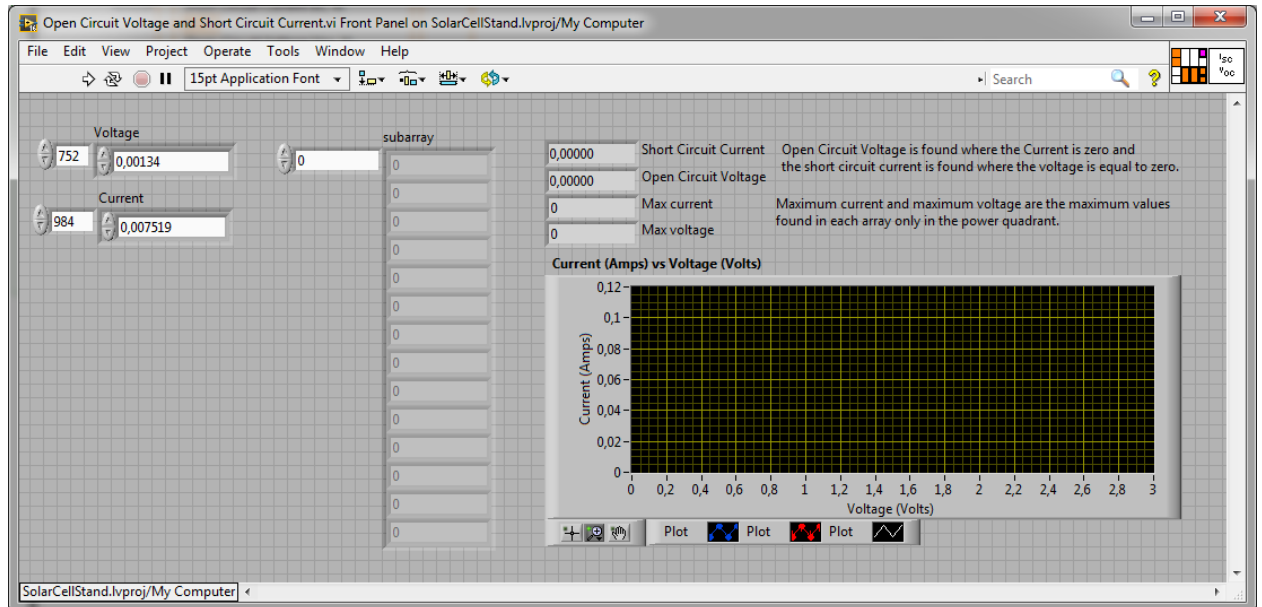 Open Circuit Voltage and Short Circuit Current.vi Front Panel on SolarCellStand.lvproj/My Computer
File Edit View Project Operate Tools Window Help
15pt Application Font
Search
Isc
Voc
Voltage
752
0,00134
Current
984
0,007519
0
subarray
0
0
0
0
0
0
0
0
0
0
0
0
0
0
0,00000 Short Circuit Current
0,00000 Open Circuit Voltage
0 Max current
0 Max voltage
Open Circuit Voltage is found where the Current is zero and
the short circuit current is found where the voltage is equal to zero.
Maximum current and maximum voltage are the maximum values
found in each array only in the power quadrant.
Current (Amps) vs Voltage (Volts)
Current (Amps)
0,12
0,1
0,08
0,06
0,04
0,02
0
0 0,2 0,4 0,6 0,8 1 1,2 1,4 1,6 1,8 2 2,2 2,4 2,6 2,8 3
Voltage (Volts)
Plot Plot Plot
SolarCellStand.lvproj/My Computer